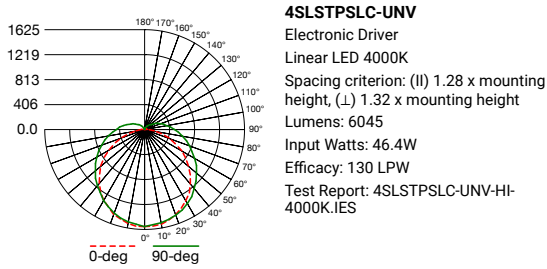 4SLSTPSLC-UNV
Electronic Driver
Linear LED 4000K
Spacing criterion: (II) 1.28 x mounting
height, (⊥) 1.32 x mounting height
Lumens: 6045
Input Watts: 46.4W
Efficacy: 130 LPW
Test Report: 4SLSTPSLC-UNV-HI-
4000K.IES
1625
1219
813
406
0.0
180°
170°
160°
150°
140°
130°
120°
110°
100°
90°
80°
70°
60°
50°
40°
30°
20°
10°
0°
0-deg
90-deg